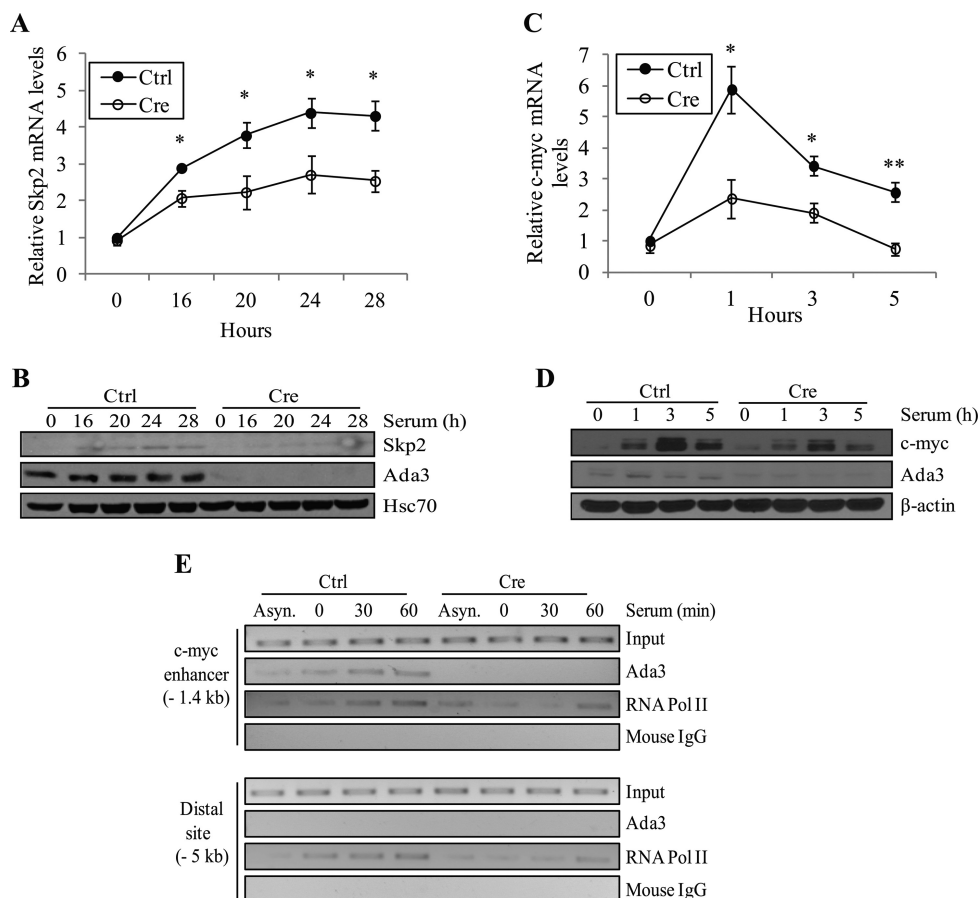 A
Relative Skp2 mRNA levels
6
5
4
3
2
1
0
Ctrl
Cre
*
*
*
*
0 16 20 24 28
Hours
C
Relative c-myc mRNA
levels
7
6
5
4
3
2
1
0
Ctrl
Cre
*
*
**
0 1 3 5
Hours
B
Ctrl Cre
0 16 20 24 28 0 16 20 24 28 Serum (h)
Skp2
Ada3
Hsc70
D
Ctrl Cre
0 1 3 5 0 1 3 5 Serum (h)
c-myc
Ada3
β-actin
E
Ctrl Cre
Asyn. 0 30 60 Asyn. 0 30 60 Serum (min)
c-myc
enhancer
(- 1.4 kb)
Input
Ada3
RNA Pol II
Mouse IgG
Distal
site
(- 5 kb)
Input
Ada3
RNA Pol II
Mouse IgG